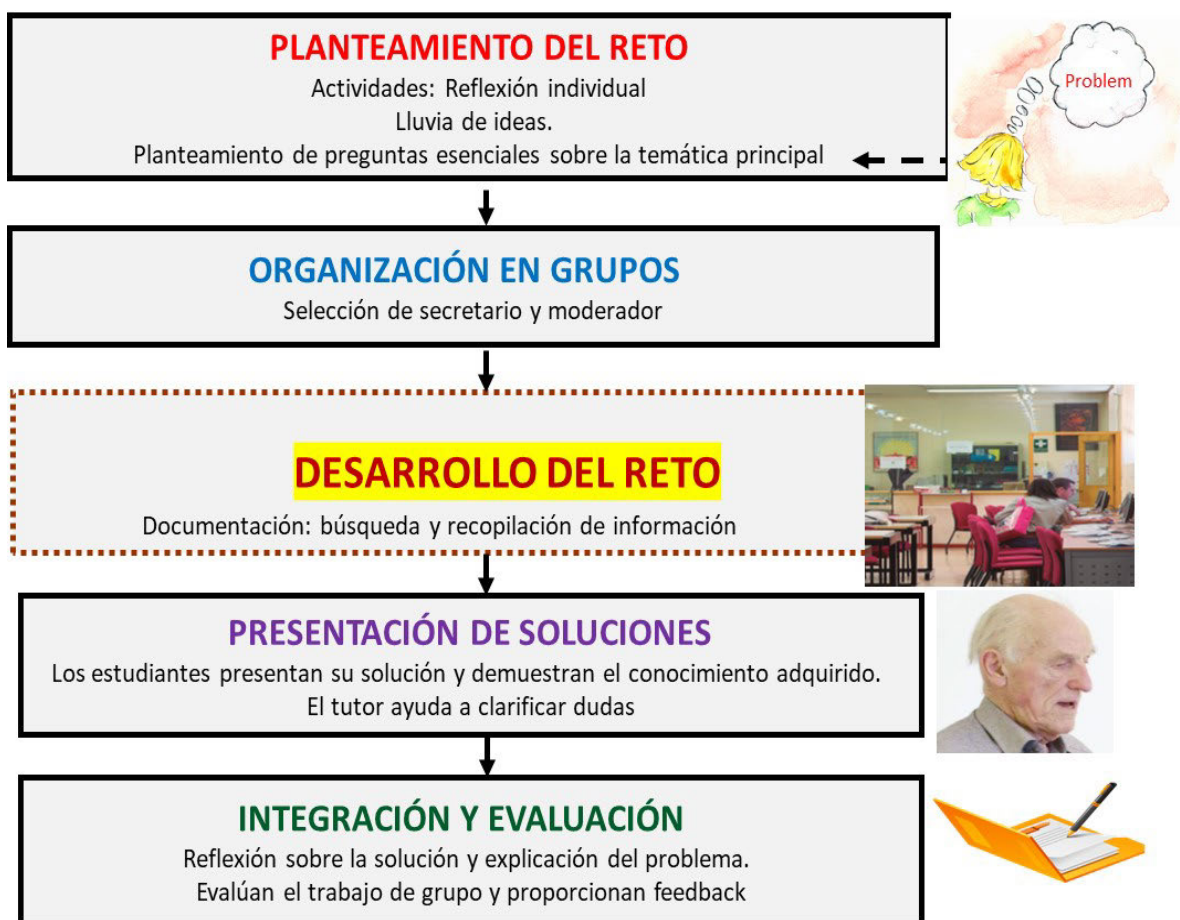 PLANTEAMIENTO DEL RETO
Actividades: Reflexión individual
Lluvia de ideas.
Planteamiento de preguntas esenciales sobre la temática principal
Problem
ORGANIZACIÓN EN GRUPOS
Selección de secretario y moderador
DESARROLLO DEL RETO
Documentación: búsqueda y recopilación de información
PRESENTACIÓN DE SOLUCIONES
Los estudiantes presentan su solución y demuestran el conocimiento adquirido.
El tutor ayuda a clarificar dudas
INTEGRACIÓN Y EVALUACIÓN
Reflexión sobre la solución y explicación del problema.
Evalúan el trabajo de grupo y proporcionan feedback